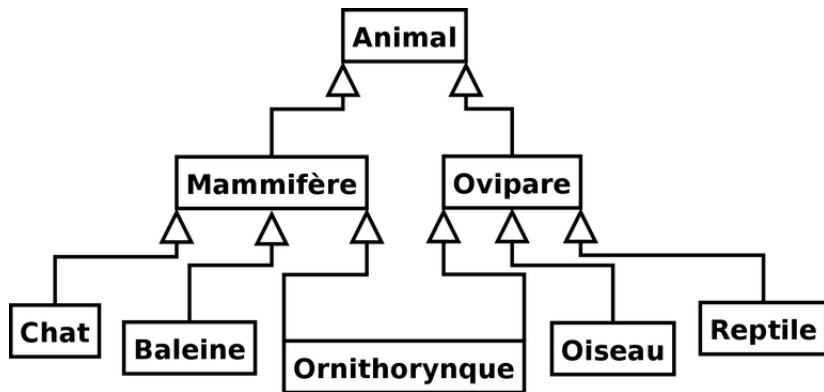 Animal
Mammifère
Ovipare
Chat
Baleine
Ornithorynque
Oiseau
Reptile